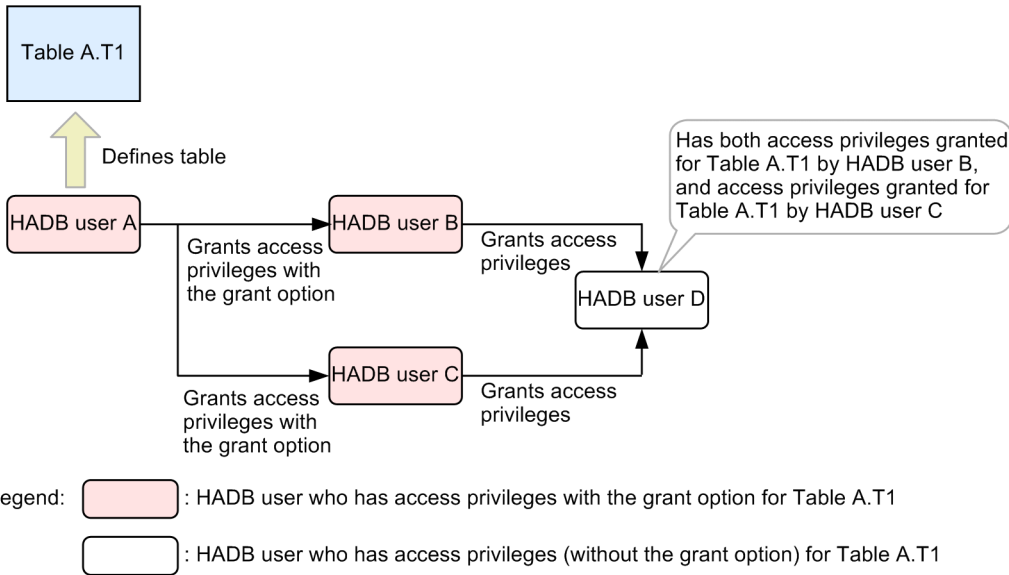 Table A.T1
Defines table
Has both access privileges granted
for Table A.T1 by HADB user B,
and access privileges granted for
Table A.T1 by HADB user C
HADB user A
HADB user B
Grants access
privileges with
the grant option
Grants access
privileges
HADB user D
HADB user C
Grants access
privileges with
the grant option
Grants access
privileges
egend:
: HADB user who has access privileges with the grant option for Table A.T1
: HADB user who has access privileges (without the grant option) for Table A.T1